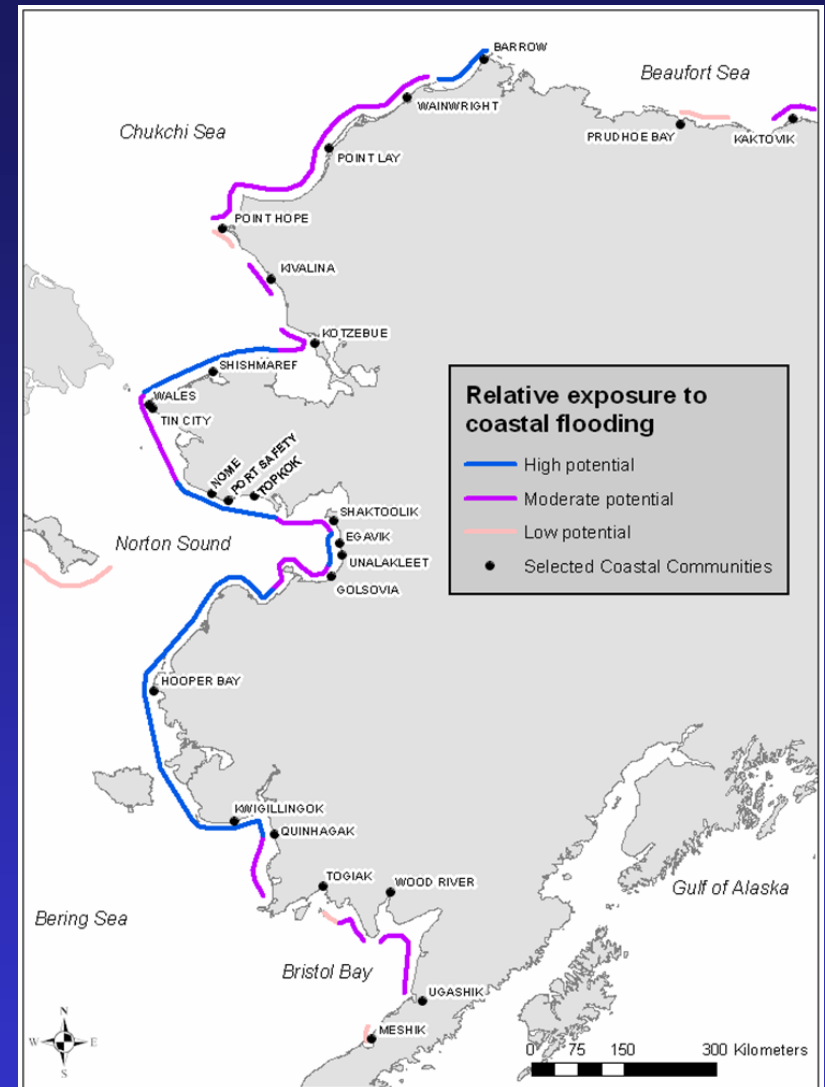 BARROW
Beaufort Sea
WAINWRIGHT
Chukchi Sea
PRUDHOE BAY
KAKTOVIK
POINT LAY
POINT HOPE
KIVALINA
KOTZEBUE
SHISHMAREF
WALES
TIN CITY
NOME
PORT SAFETY
TOPKOK
Relative exposure to
coastal flooding
High potential
Moderate potential
Low potential
Selected Coastal Communities
SHAKTOOLIK
EGAVIK
Norton Sound
UNALAKLEET
GOLSOVIA
HOOPER BAY
KWIGILLINGOK
QUINHAGAK
TOGIAK
WOOD RIVER
Gulf of Alaska
Bering Sea
Bristol Bay
UGASHIK
MESHIK
N
W E
S
0 75 150 300 Kilometers